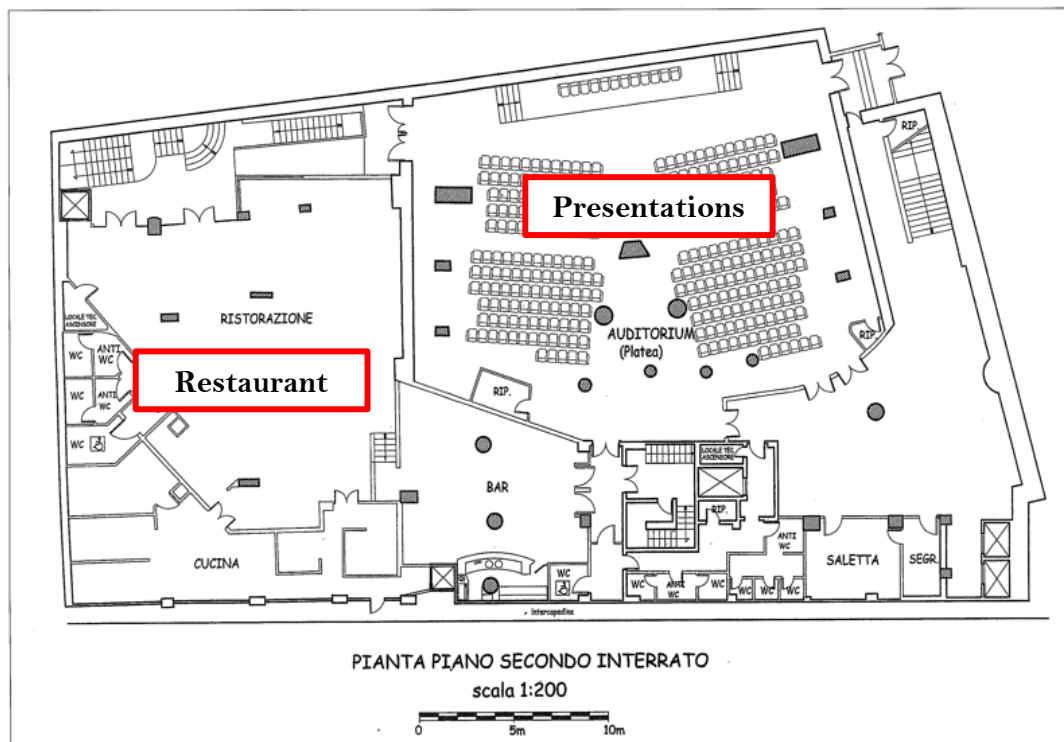 RIP.
Presentations
LOCALE TEC.
ASCENSORE
RISTORAZIONE
AUDITORIUM
(Platea)
RIP.
WC
ANTI
WC
Restaurant
WC
ANTI
WC
RIP.
WC
LOCALE TEC.
ASCENSORE
BAR
RIP.
ANTI
WC
CUCINA
SALETTA
SEGR.
WC
WC
ANTI
WC
WC
WC
WC
WC
Intercapedine
PIANTA PIANO SECONDO INTERRATO
scala 1:200
0 5m 10m